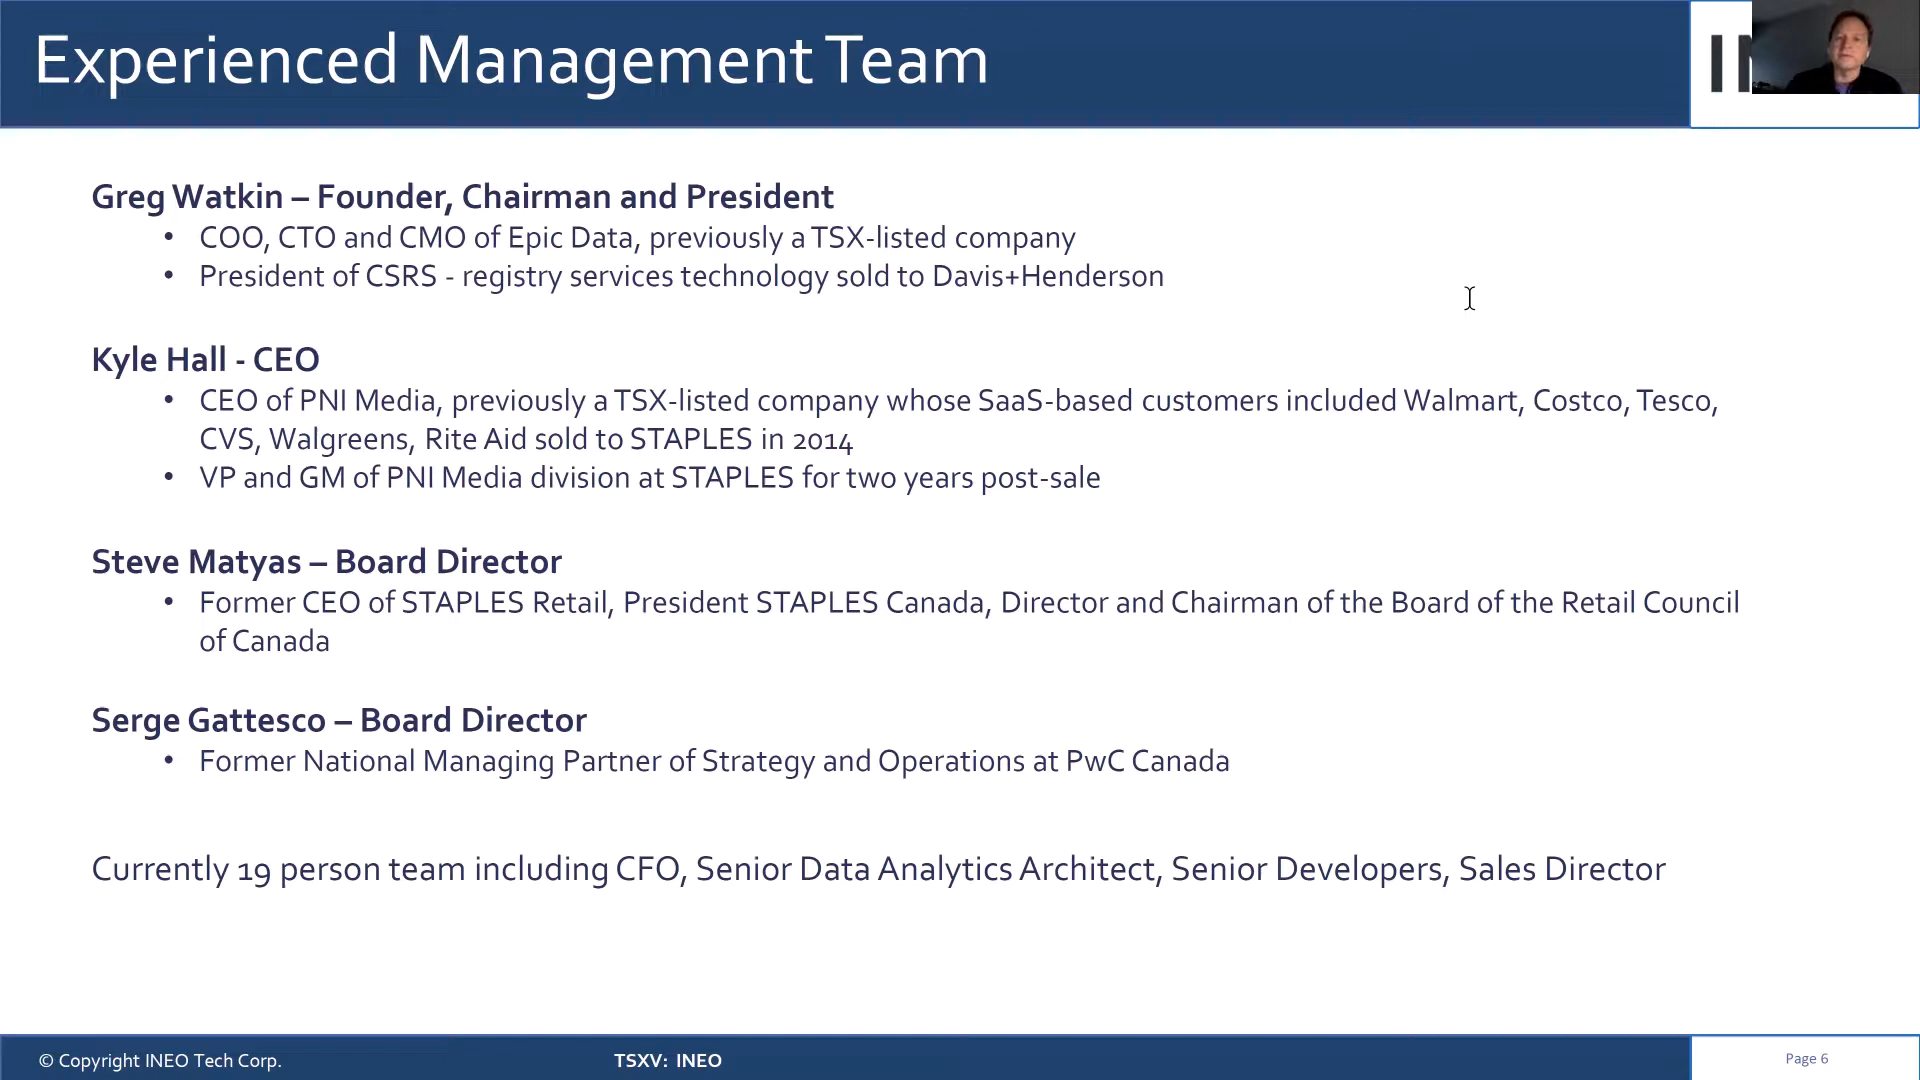 Experienced Management Team
Greg Watkin – Founder, Chairman and President
• COO, CTO and CMO of Epic Data, previously a TSX-listed company
• President of CSRS - registry services technology sold to Davis+Henderson
Kyle Hall - CEO
• CEO of PNI Media, previously a TSX-listed company whose SaaS-based customers included Walmart, Costco, Tesco,
CVS, Walgreens, Rite Aid sold to STAPLES in 2014
• VP and GM of PNI Media division at STAPLES for two years post-sale
Steve Matyas – Board Director
• Former CEO of STAPLES Retail, President STAPLES Canada, Director and Chairman of the Board of the Retail Council
of Canada
Serge Gattesco – Board Director
• Former National Managing Partner of Strategy and Operations at PwC Canada
Currently 19 person team including CFO, Senior Data Analytics Architect, Senior Developers, Sales Director
© Copyright INEO Tech Corp.
TSXV: INEO
Page 6